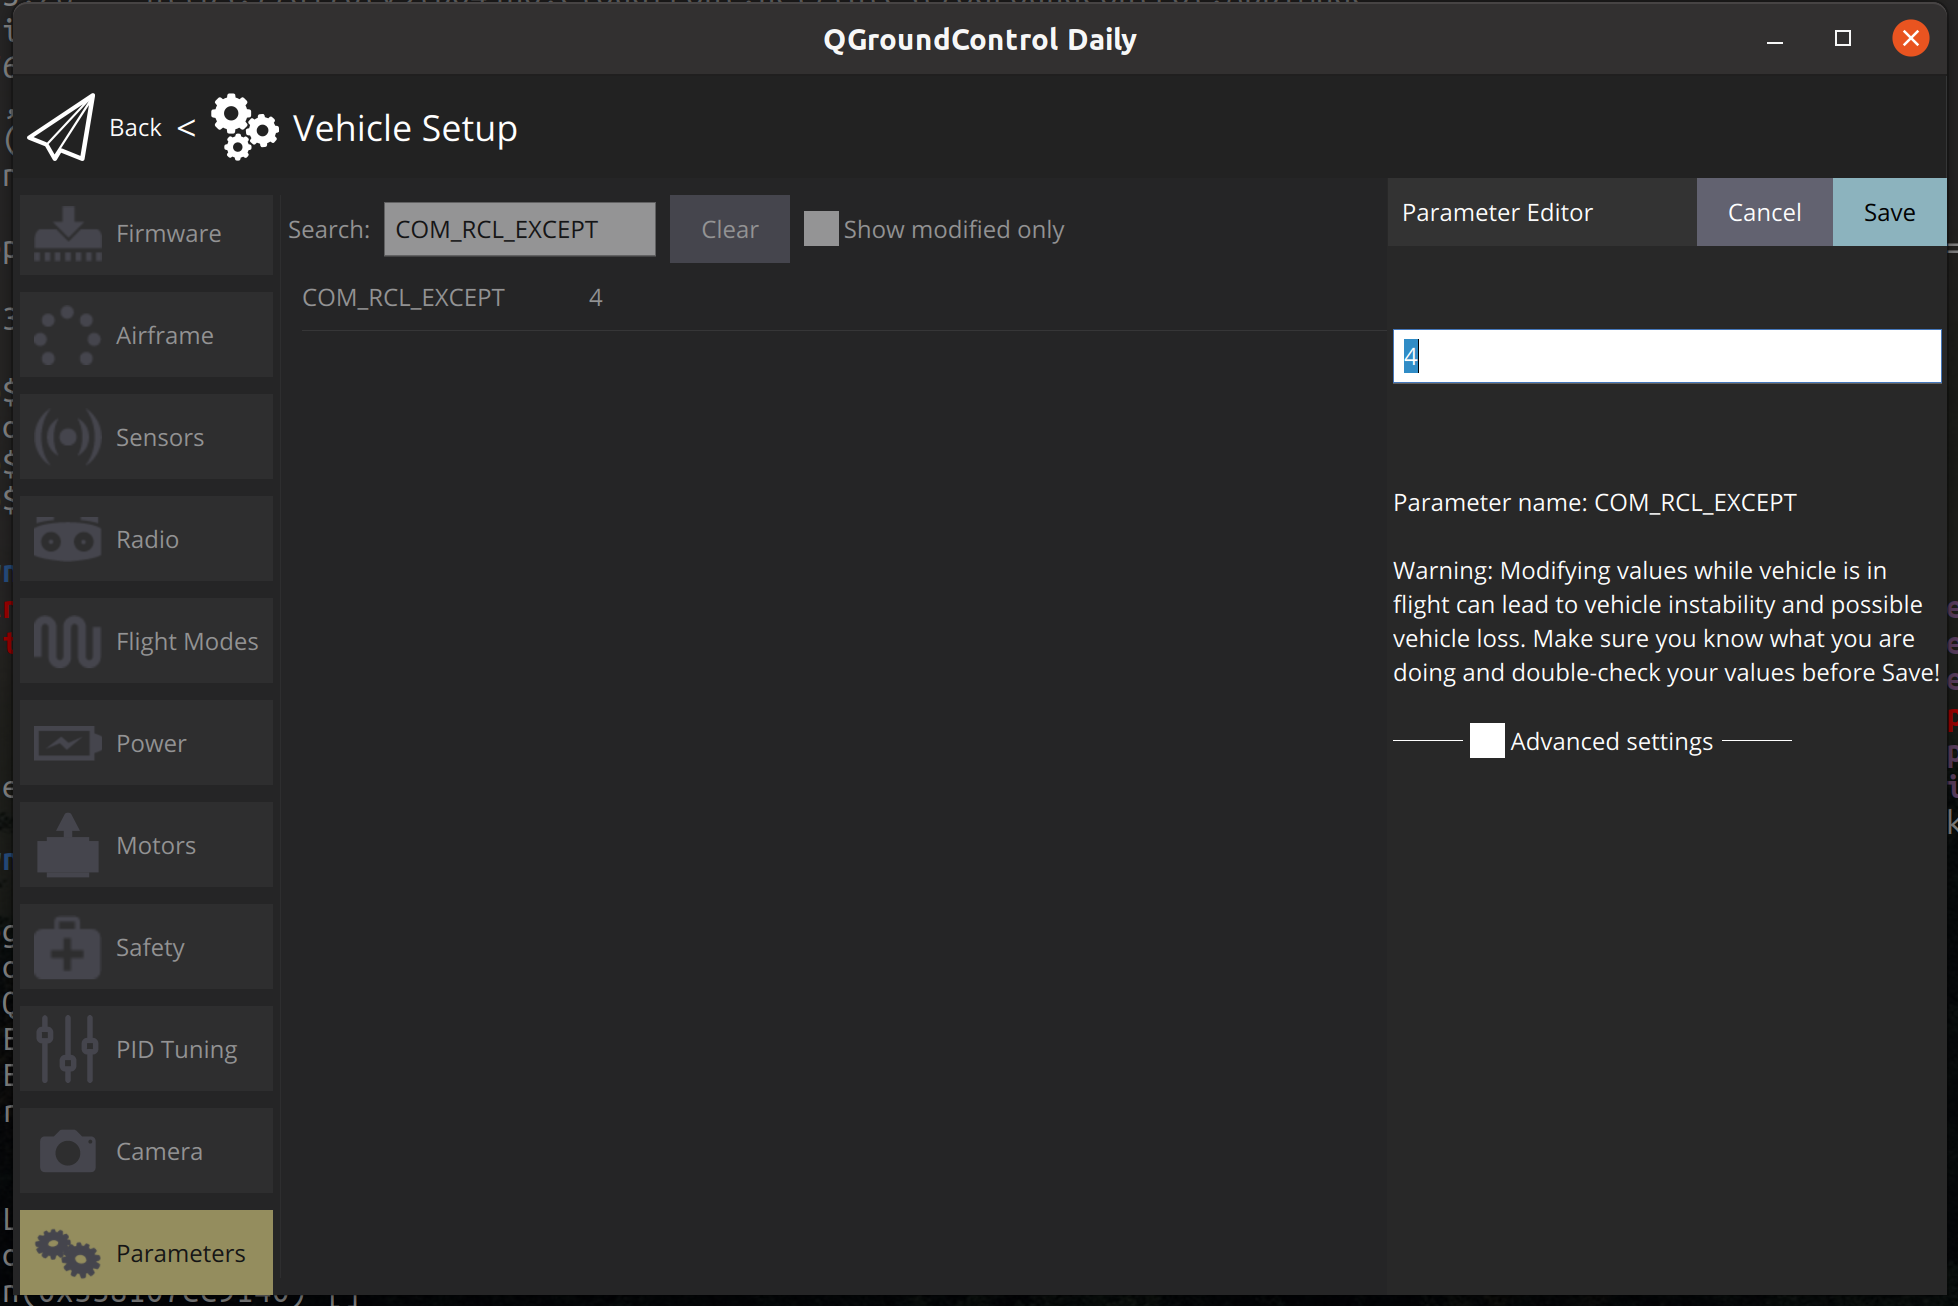 QGroundControl Daily
Back < Vehicle Setup
Firmware
Airframe
Sensors
Radio
Flight Modes
Power
Motors
Safety
PID Tuning
Camera
Parameters
Search: COM_RCL_EXCEPT Clear Show modified only
COM_RCL_EXCEPT 4
Parameter Editor Cancel Save
4
Parameter name: COM_RCL_EXCEPT
Warning: Modifying values while vehicle is in
flight can lead to vehicle instability and possible
vehicle loss. Make sure you know what you are
doing and double-check your values before Save!
Advanced settings